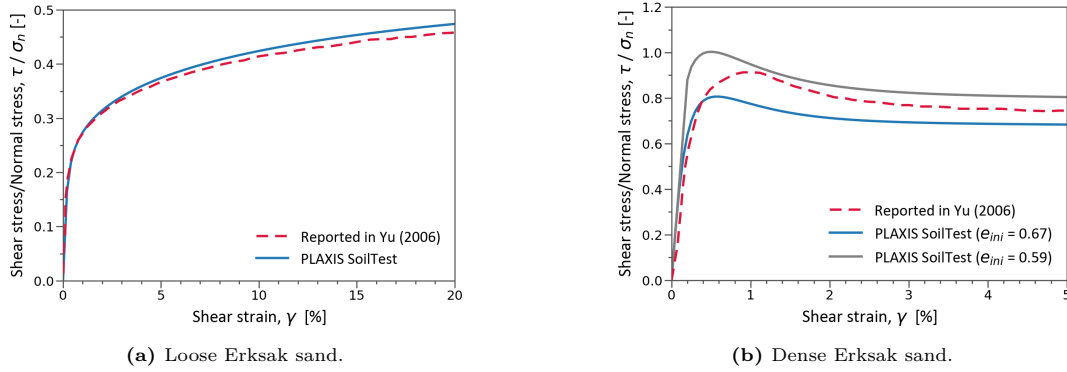 Shear stress/Normal stress, τ / σn [-]
0.5
0.4
0.3
0.2
0.1
0.0
0 5 10 15 20
Shear strain, γ [%]
Reported in Yu (2006)
PLAXIS SoilTest
(a) Loose Erksak sand.
Shear stress/Normal stress, τ / σn [-]
1.2
1.0
0.8
0.6
0.4
0.2
0.0
0 1 2 3 4 5
Shear strain, γ [%]
Reported in Yu (2006)
PLAXIS SoilTest (eini = 0.67)
PLAXIS SoilTest (eini = 0.59)
(b) Dense Erksak sand.